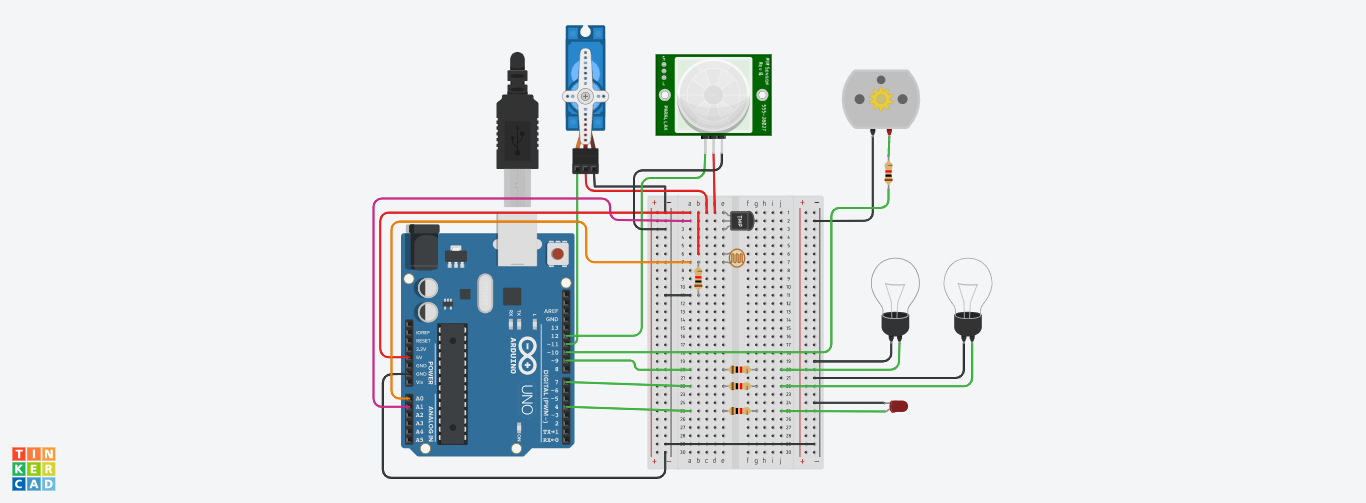 PIR Sensor
Rev B
555-28027
PARALLAX
TMP
+ − a b c d e f g h i j + −
1
2
3
4
5
6
7
8
9
10
11
12
13
14
15
16
17
18
19
20
21
22
23
24
25
26
27
28
29
30
+ − a b c d e f g h i j + −
AREF
GND
13
12
~11
~10
~9
8
7
~6
~5
4
~3
2
TX→1
RX←0
DIGITAL (PWM~)
RX
TX
L
ON
ARDUINO
UNO
IOREF
RESET
3.3V
5V
GND
GND
Vin
POWER
A0
A1
A2
A3
A4
A5
ANALOG IN
TIN
KER
CAD